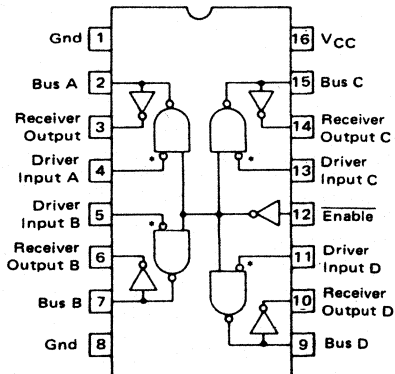 Gnd 1
16 VCC
Bus A 2
15 Bus C
Receiver
Output 3
14 Receiver
Output C
Driver
Input A 4
*
*
13 Driver
Input C
Driver
Input B 5
*
12 Enable
Receiver
Output B 6
11 Driver
Input D
*
Bus B 7
10 Receiver
Output D
Gnd 8
9 Bus D